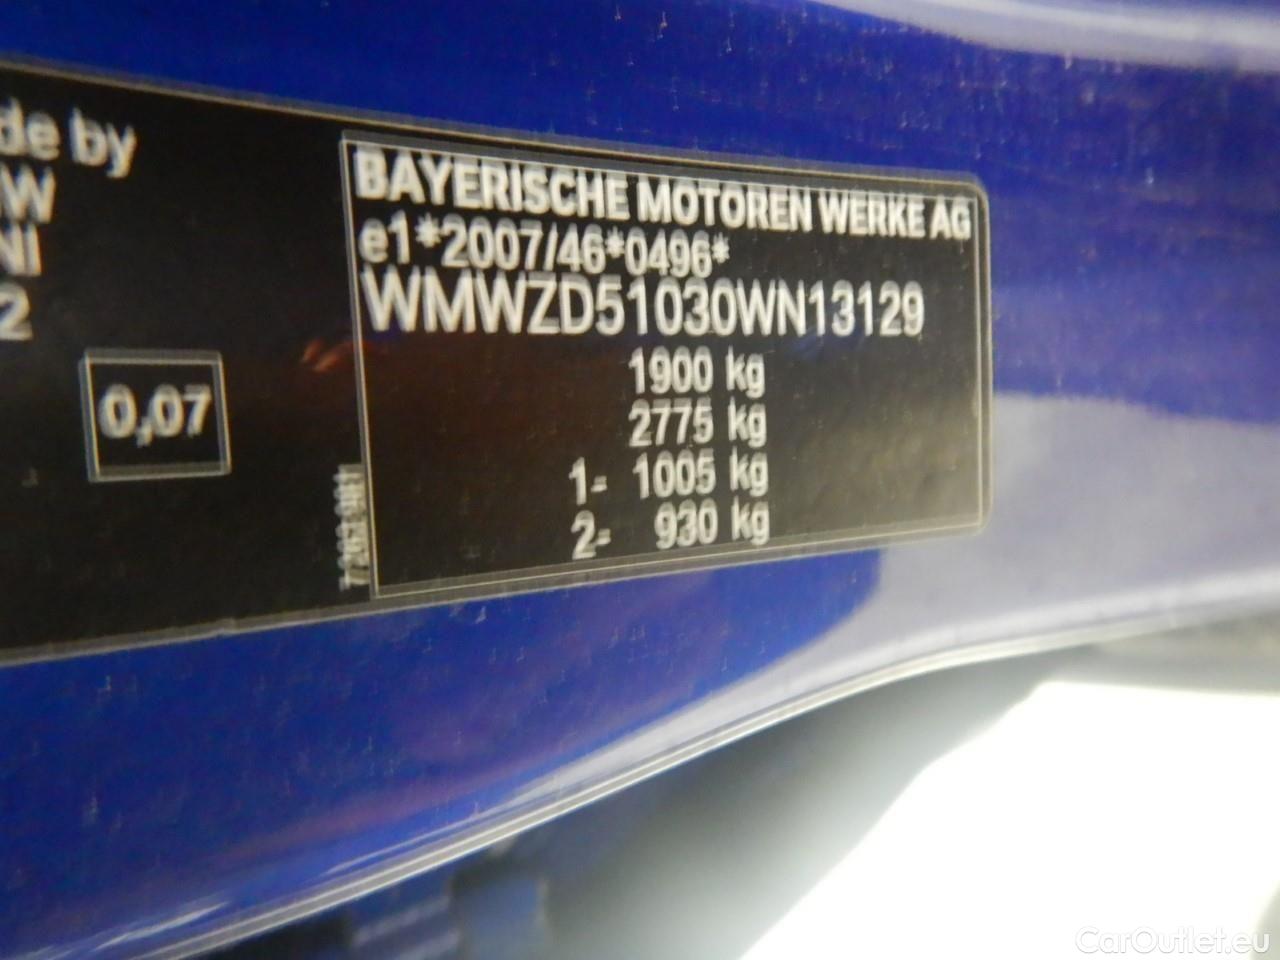 de by
W
NI
2
0,07
BAYERISCHE MOTOREN WERKE AG
e1*2007/46*0496*
WMWZD51030WN13129
1900 kg
2775 kg
1- 1005 kg
2- 930 kg
CarOutlet.eu